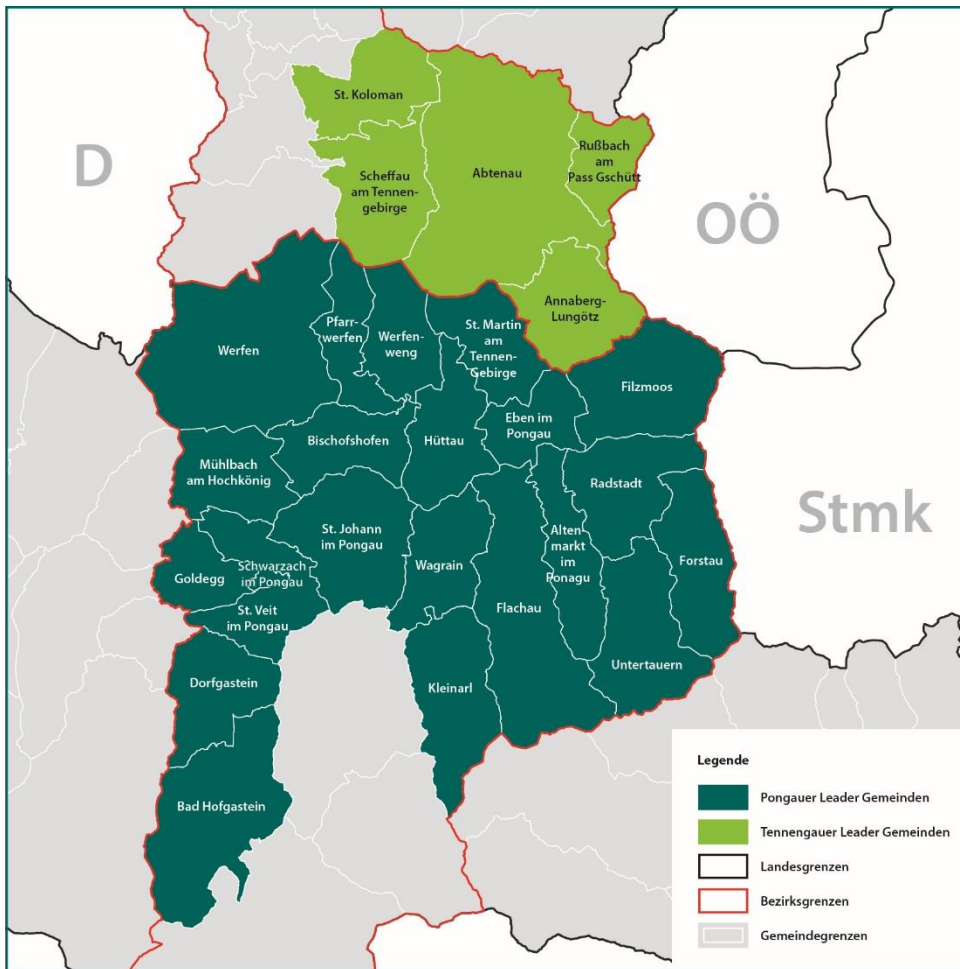 St. Koloman
D
Scheffau
am Tennen-
gebirge
Abtenau
Rußbach
am
Pass Gschütt
OÖ
Annaberg-
Lungötz
Werfen
Pfarr-
werfen
Werfen-
weng
St. Martin
am
Tennen-
Gebirge
Filzmoos
Bischofshofen
Hüttau
Eben im
Pongau
Mühlbach
am Hochkönig
Radstadt
Stmk
St. Johann
im Pongau
Alten
markt
im
Ponagu
Goldegg
Schwarzach
im Pongau
Wagrain
Forstau
St. Veit
im Pongau
Flachau
Untertauern
Dorfgastein
Kleinarl
Bad Hofgastein
Legende
Pongauer Leader Gemeinden
Tennengauer Leader Gemeinden
Landesgrenzen
Bezirksgrenzen
Gemeindegrenzen